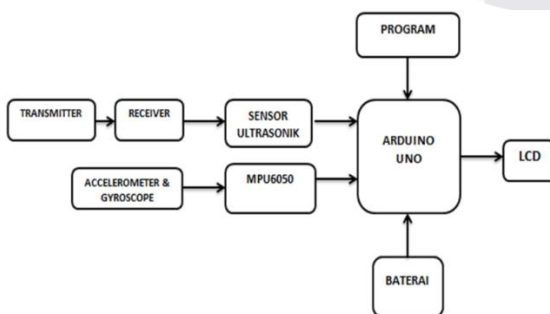 PROGRAM
TRANSMITTER
RECEIVER
SENSOR
ULTRASONIK
ARDUINO
UNO
LCD
ACCELEROMETER &
GYROSCOPE
MPU6050
BATERAI